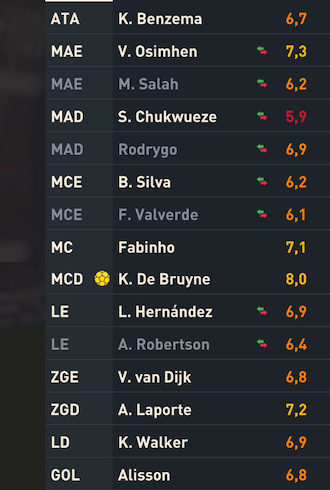 ATA K. Benzema 6,7
MAE V. Osimhen 7,3
MAE M. Salah 6,2
MAD S. Chukwueze 5,9
MAD Rodrygo 6,9
MCE B. Silva 6,2
MCE F. Valverde 6,1
MC Fabinho 7,1
MCD K. De Bruyne 8,0
LE L. Hernández 6,9
LE A. Robertson 6,4
ZGE V. van Dijk 6,8
ZGD A. Laporte 7,2
LD K. Walker 6,9
GOL Alisson 6,8